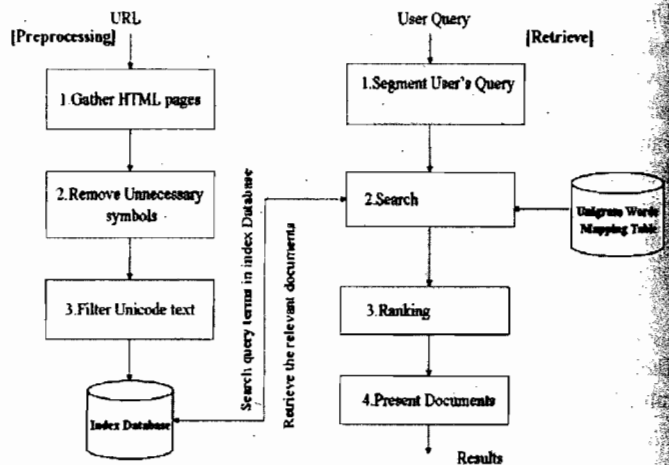 URL
[Preprocessing]
1.Gather HTML pages
2.Remove Unnecessary
symbols
3.Filter Unicode text
Index Database
Search query terms in index Database
Retrieve the relevant documents
User Query
[Retrieve]
1.Segment User's Query
2.Search
Unigram Words
Mapping Table
3.Ranking
4.Present Documents
Results